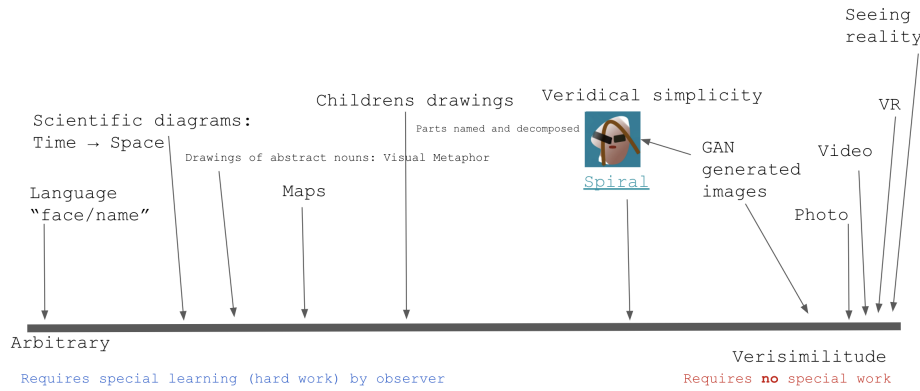 Seeing
reality
Childrens drawings
Veridical simplicity
VR
Scientific diagrams:
Time → Space
Parts named and decomposed
GAN
generated
images
Video
Drawings of abstract nouns: Visual Metaphor
Spiral
Language
“face/name”
Maps
Photo
Arbitrary
Verisimilitude
Requires special learning (hard work) by observer
Requires no special work